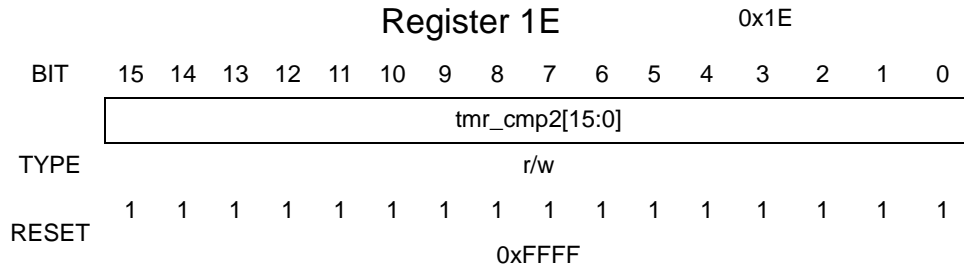 Register 1E 0x1E
BIT 15 14 13 12 11 10 9 8 7 6 5 4 3 2 1 0
tmr_cmp2[15:0]
TYPE r/w
RESET 1 1 1 1 1 1 1 1 1 1 1 1 1 1 1 1
0xFFFF